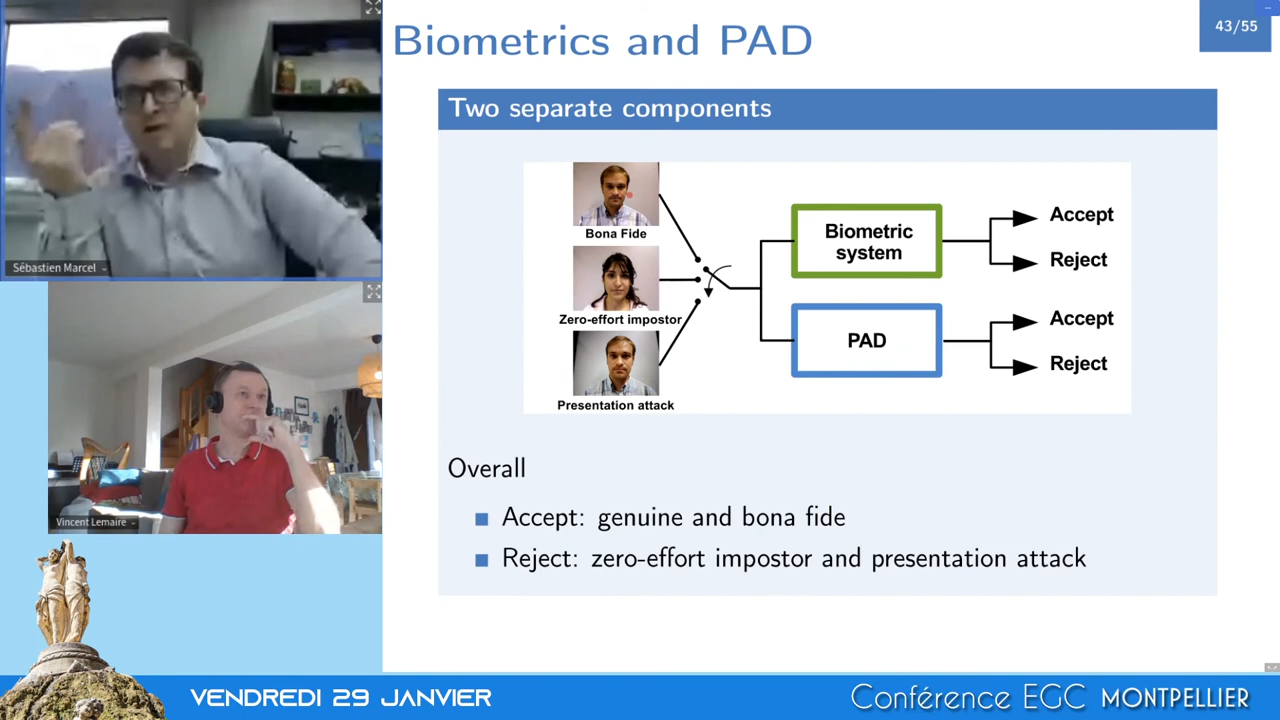 Biometrics and PAD
43/55
Two separate components
Bona Fide
Zero-effort impostor
Presentation attack
Biometric
system
PAD
Accept
Reject
Accept
Reject
Overall
Accept: genuine and bona fide
Reject: zero-effort impostor and presentation attack
Sébastien Marcel
Vincent Lemaire
VENDREDI 29 JANVIER
Conférence EGC MONTPELLIER